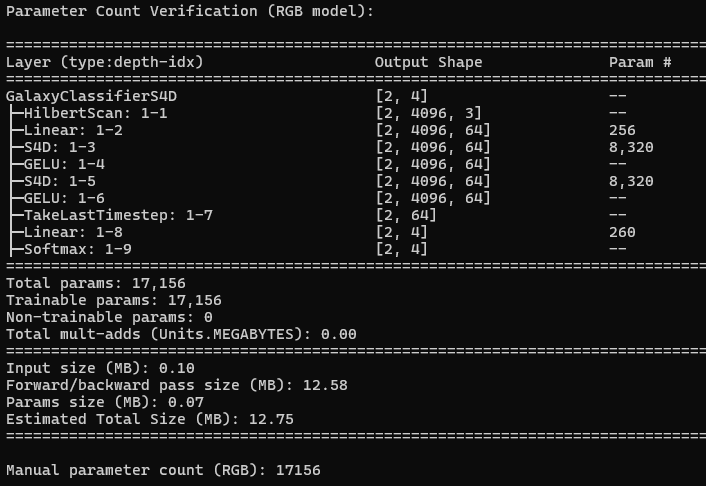 Parameter Count Verification (RGB model):
==========================================================================================
Layer (type:depth-idx)                   Output Shape              Param #
==========================================================================================
GalaxyClassifierS4D                      [2, 4]                    --
├─HilbertScan: 1-1                       [2, 4096, 3]              --
├─Linear: 1-2                            [2, 4096, 64]             256
├─S4D: 1-3                               [2, 4096, 64]             8,320
├─GELU: 1-4                              [2, 4096, 64]             --
├─S4D: 1-5                               [2, 4096, 64]             8,320
├─GELU: 1-6                              [2, 4096, 64]             --
├─TakeLastTimestep: 1-7                  [2, 64]                   --
├─Linear: 1-8                            [2, 4]                    260
├─Softmax: 1-9                           [2, 4]                    --
==========================================================================================
Total params: 17,156
Trainable params: 17,156
Non-trainable params: 0
Total mult-adds (Units.MEGABYTES): 0.00
==========================================================================================
Input size (MB): 0.10
Forward/backward pass size (MB): 12.58
Params size (MB): 0.07
Estimated Total Size (MB): 12.75
==========================================================================================
Manual parameter count (RGB): 17156